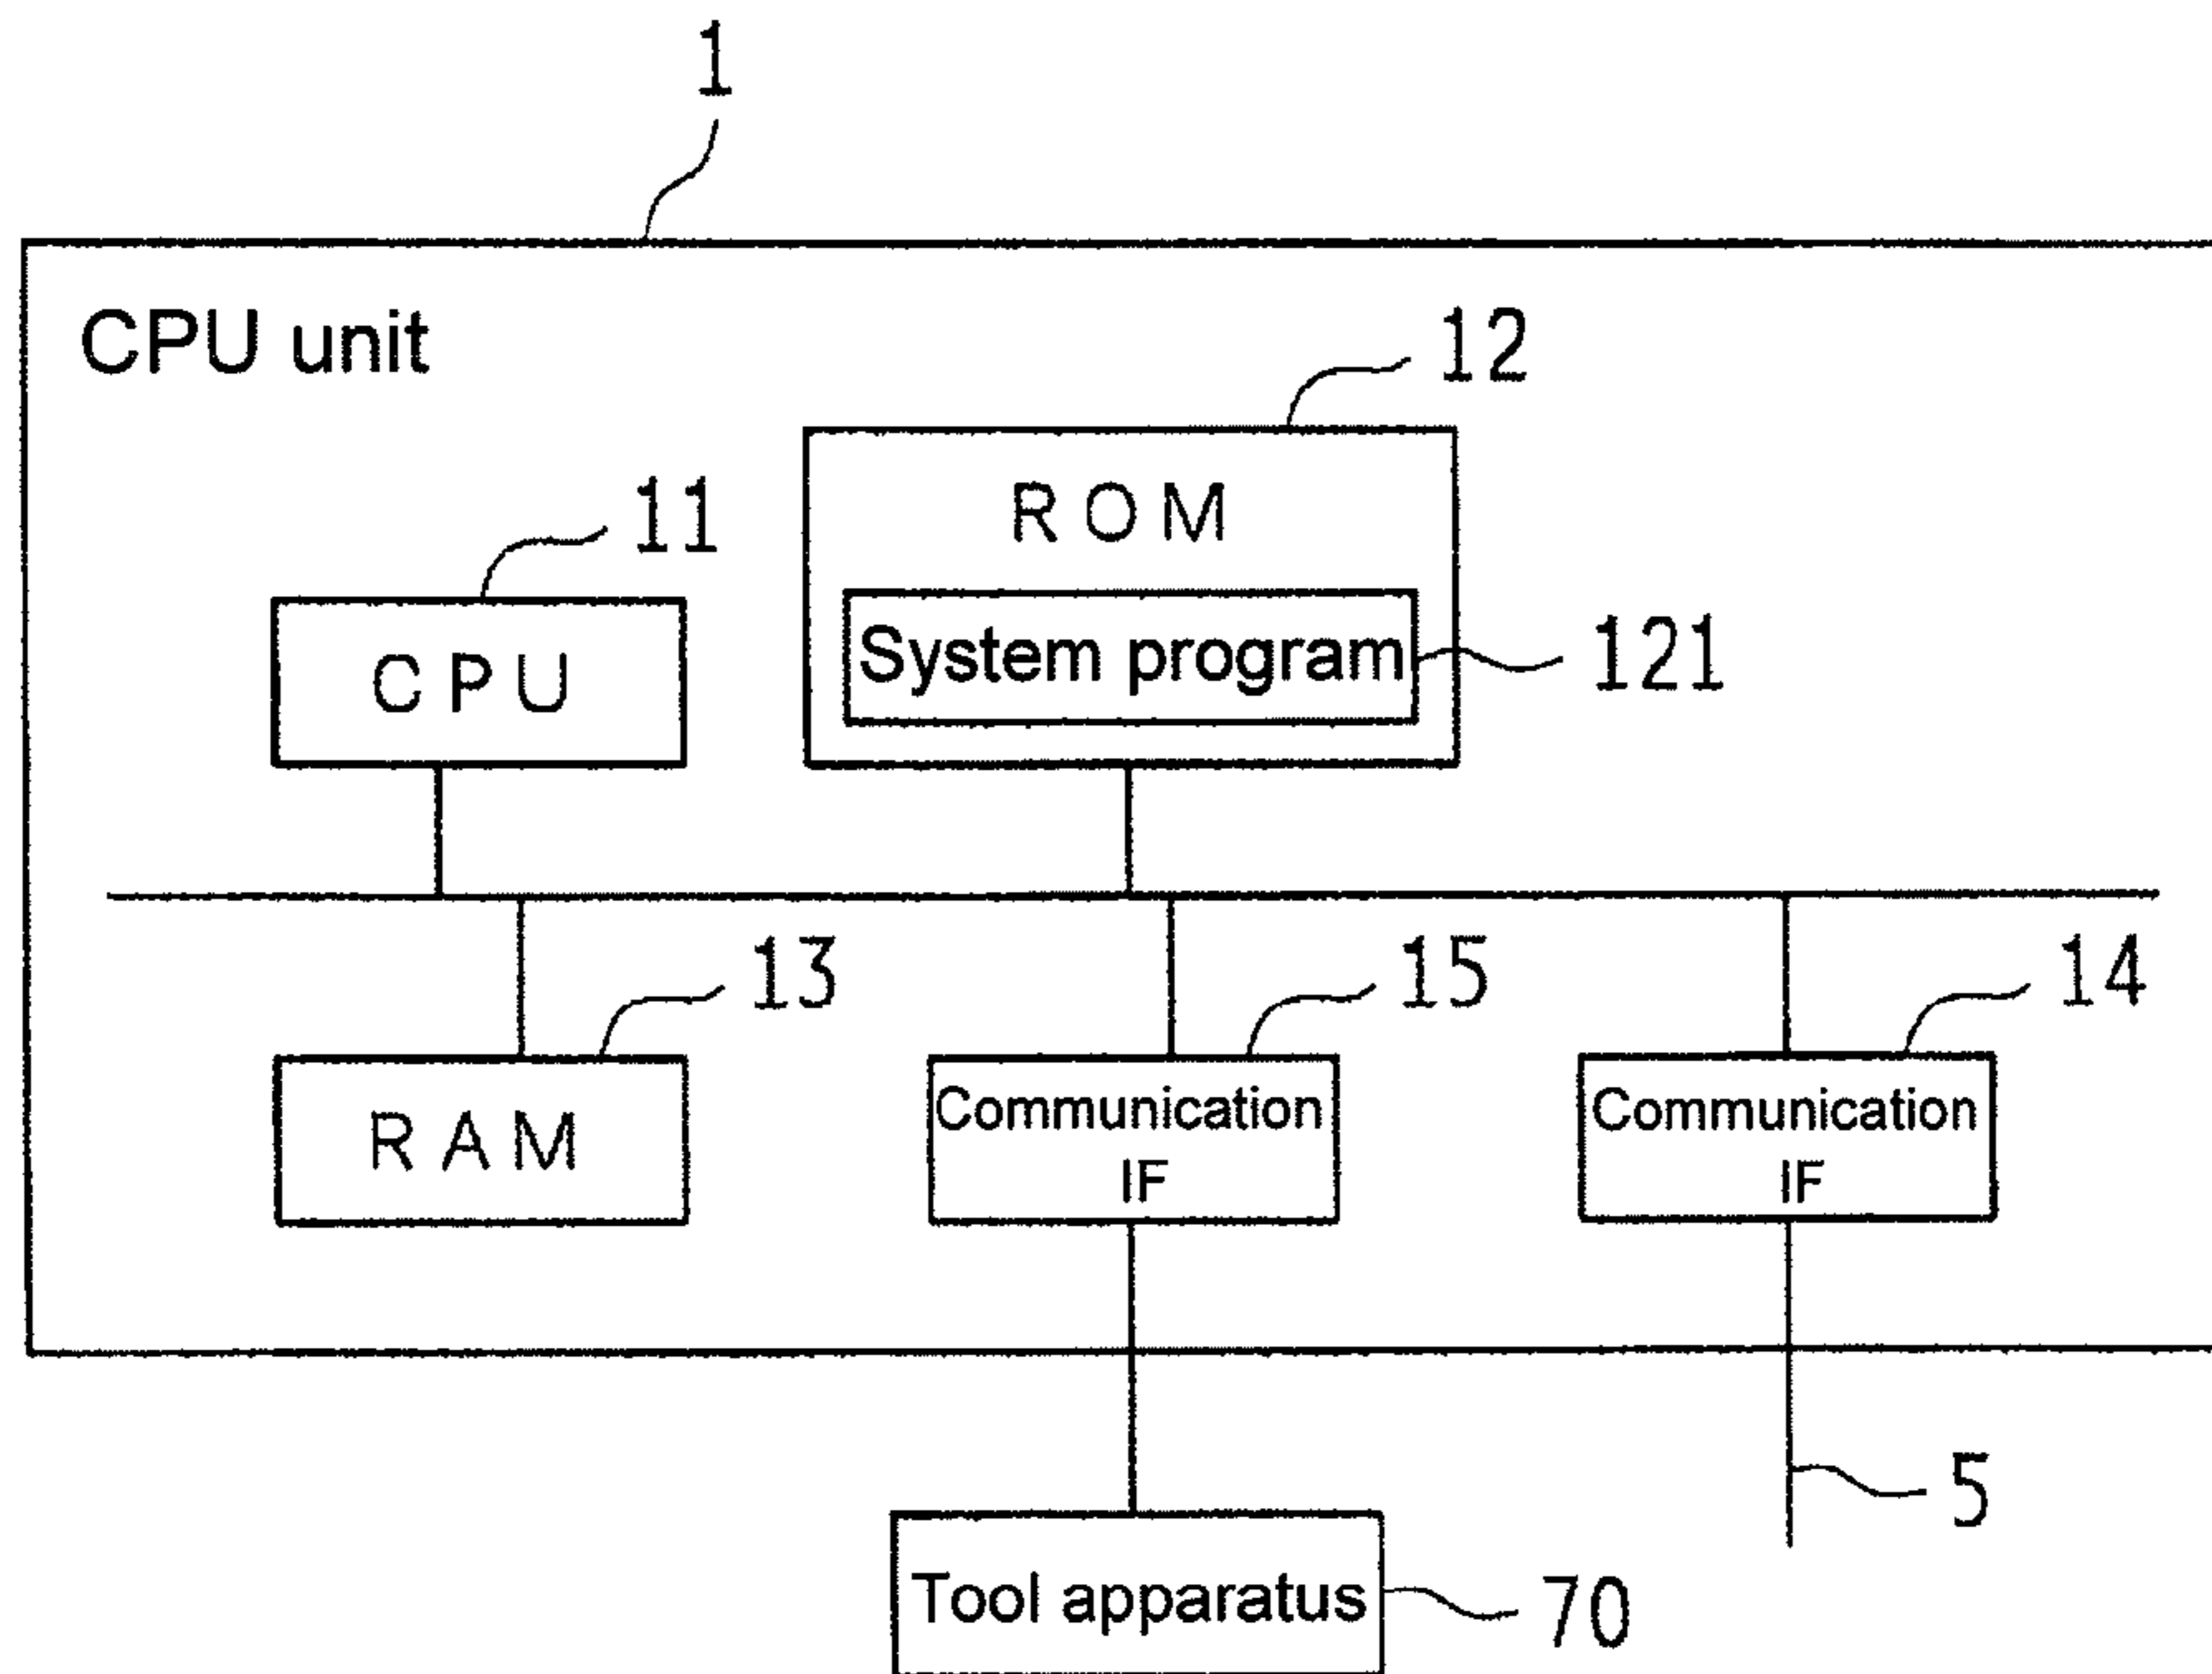 1
CPU unit
12
ROM
11
System program
121
CPU
13
15
14
Communication
IF
Communication
IF
RAM
5
Tool apparatus
70